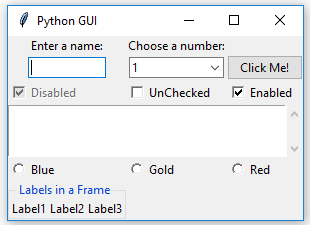 Python GUI
Enter a name: Choose a number:
1 Click Me!
Disabled UnChecked Enabled
Blue Gold Red
Labels in a Frame
Label1 Label2 Label3